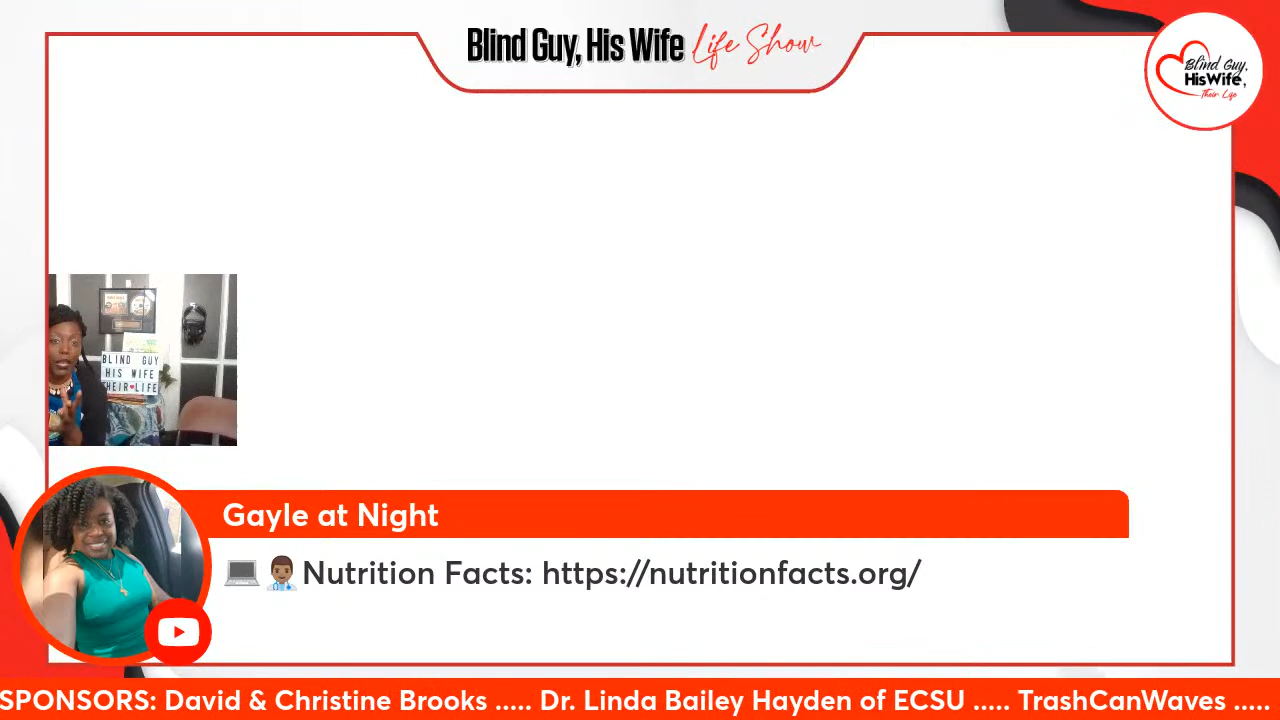 Blind Guy, His Wife Life Show
Blind Guy,
His Wife,
Their Life
BLIND GUY
HIS WIFE
THEIR♥LIFE
Gayle at Night
💻👨🏽‍⚕️Nutrition Facts: https://nutritionfacts.org/
SPONSORS: David & Christine Brooks ..... Dr. Linda Bailey Hayden of ECSU ..... TrashCanWaves .....